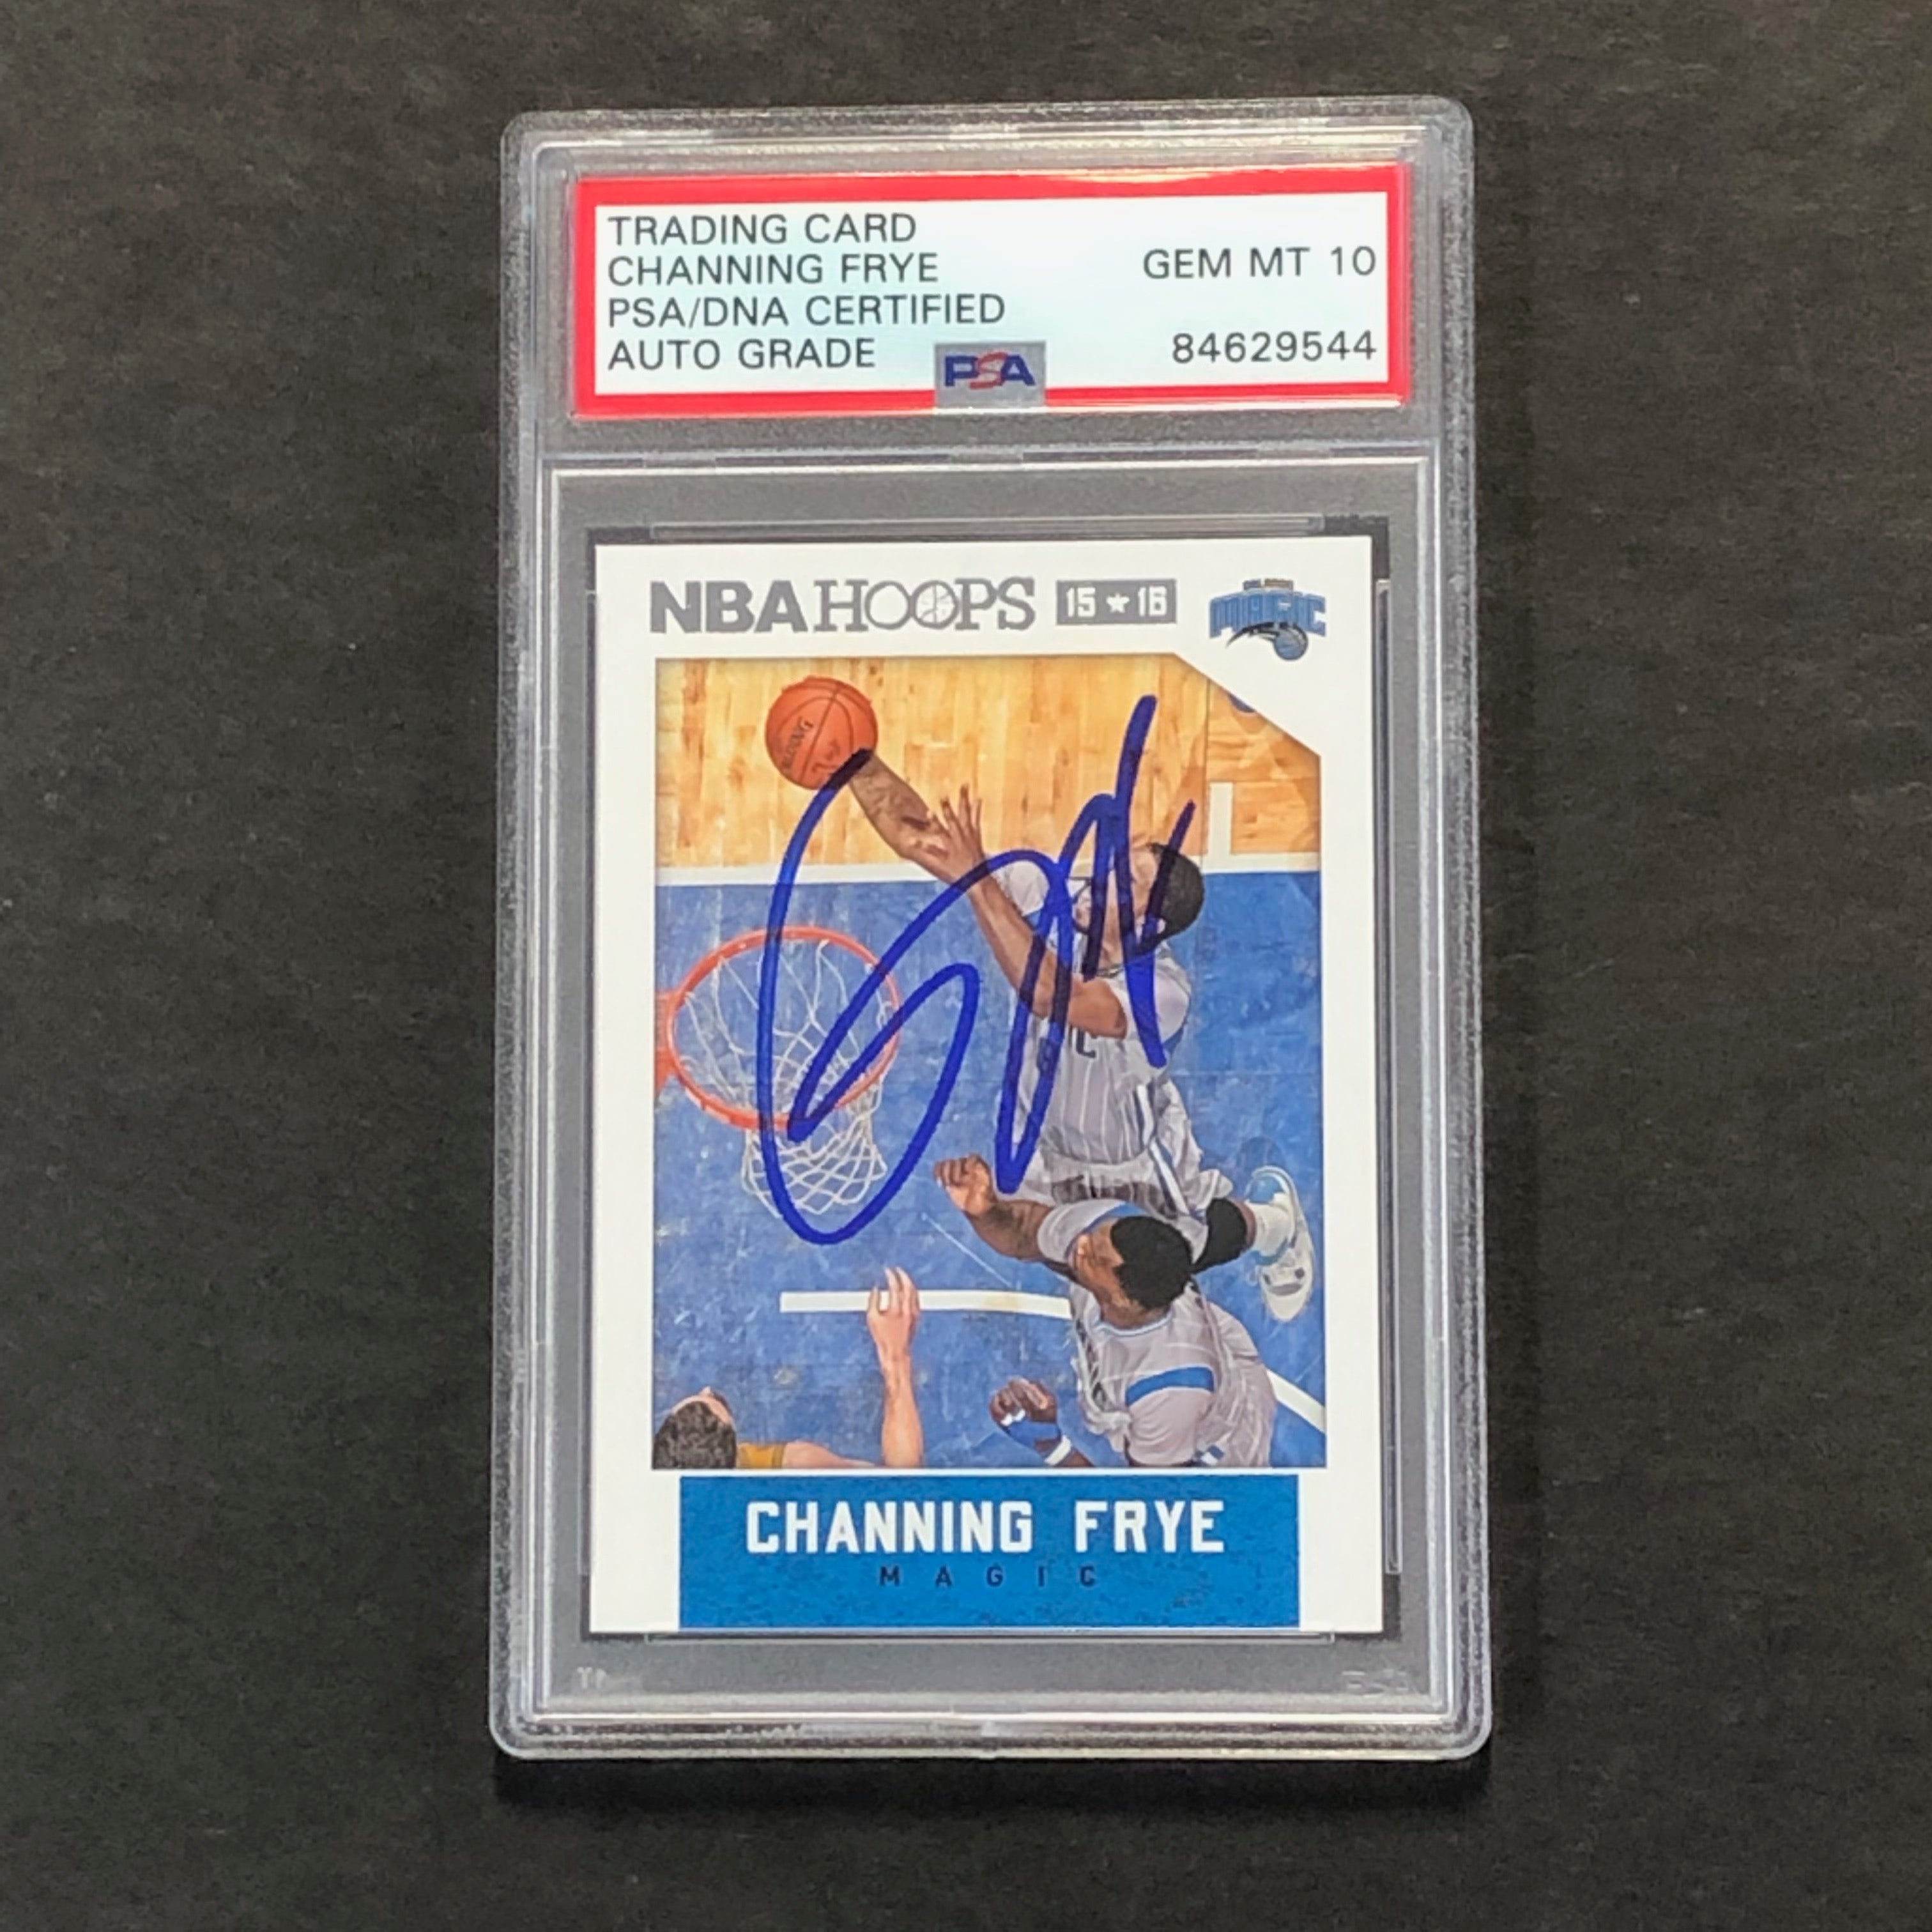 TRADING CARD
CHANNING FRYE
PSA/DNA CERTIFIED
AUTO GRADE
GEM MT 10
84629544
PSA
NBA HOOPS 15★16
MAGIC
SPALDING
CHANNING FRYE
MAGIC